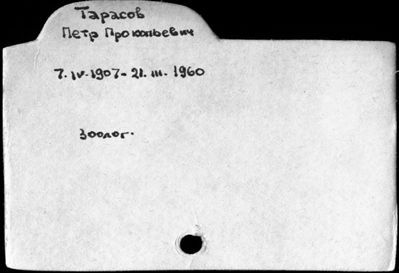 Тарасов
Петр Прокопьевич
7.IV.1907-21.III.1960
Зоолог.